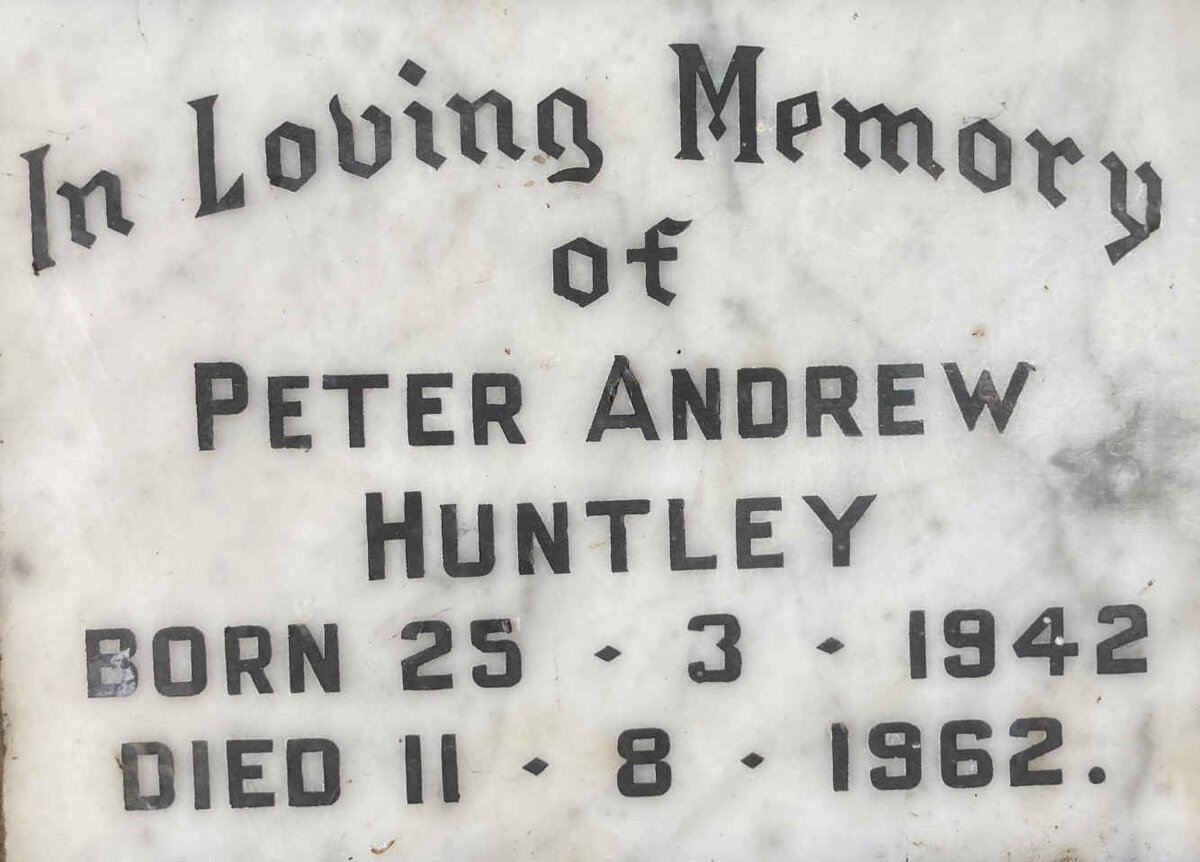 In Loving Memory
of
PETER ANDREW
HUNTLEY
BORN 25 · 3 · 1942
DIED 11 · 8 · 1962.